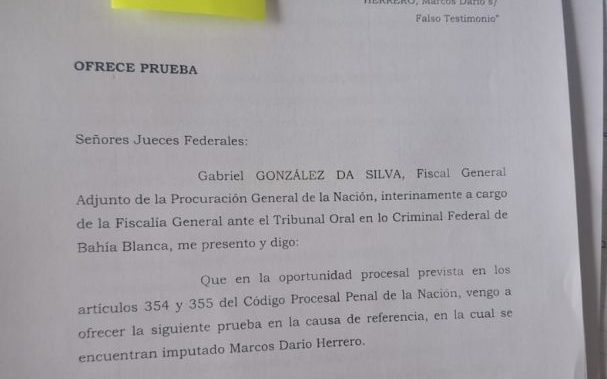 HERRERO, Marcos Darío s/
Falso Testimonio"
OFRECE PRUEBA
Señores Jueces Federales:
Gabriel GONZÁLEZ DA SILVA, Fiscal General
Adjunto de la Procuración General de la Nación, interinamente a cargo
de la Fiscalía General ante el Tribunal Oral en lo Criminal Federal de
Bahía Blanca, me presento y digo:
Que en la oportunidad procesal prevista en los
artículos 354 y 355 del Código Procesal Penal de la Nación, vengo a
ofrecer la siguiente prueba en la causa de referencia, en la cual se
encuentran imputado Marcos Dario Herrero.